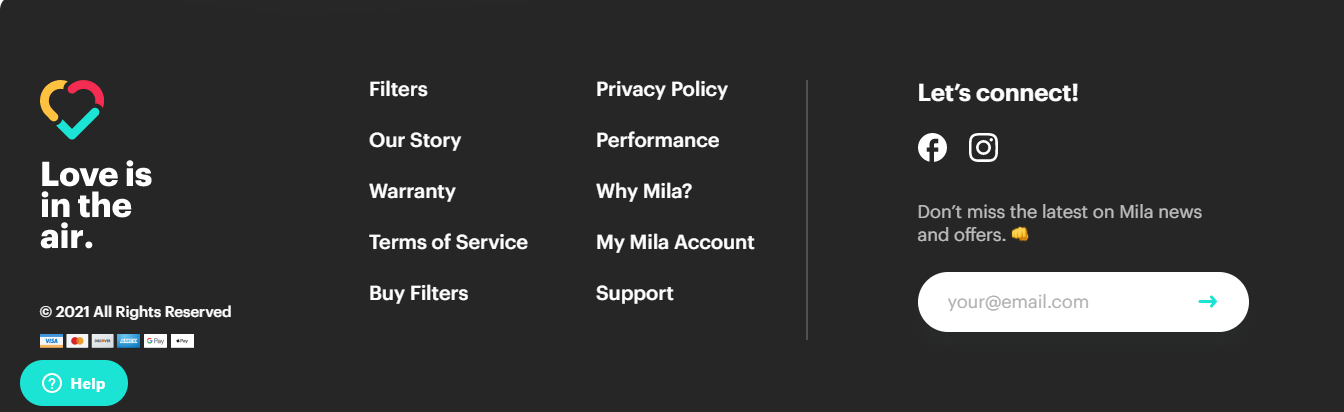 Love is
in the
air.
© 2021 All Rights Reserved
VISA DISCOVER AMEX G Pay Pay
Help
Filters
Our Story
Warranty
Terms of Service
Buy Filters
Privacy Policy
Performance
Why Mila?
My Mila Account
Support
Let’s connect!
Don’t miss the latest on Mila news
and offers. 👊
your@email.com